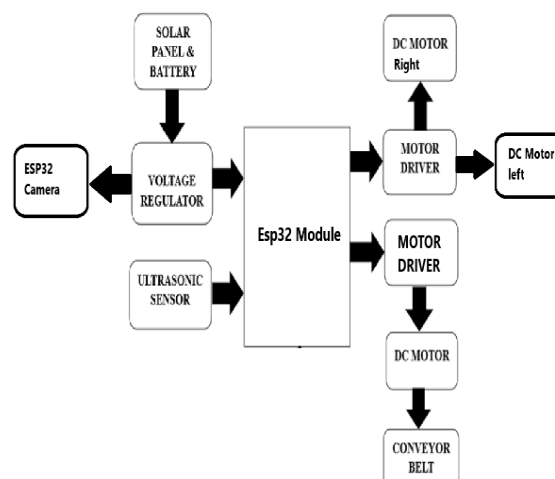 SOLAR
PANEL &
BATTERY
DC MOTOR
Right
ESP32
Camera
VOLTAGE
REGULATOR
Esp32 Module
MOTOR
DRIVER
DC Motor
left
ULTRASONIC
SENSOR
MOTOR
DRIVER
DC MOTOR
CONVEYOR
BELT